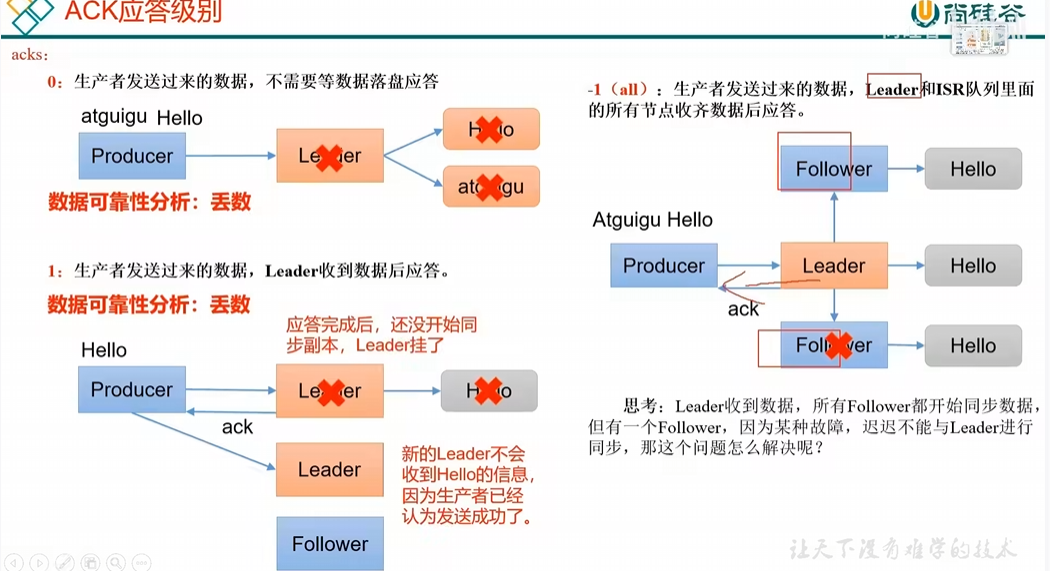 ACK应答级别
尚硅谷
acks:
0：生产者发送过来的数据，不需要等数据落盘应答
atguigu Hello
Producer
Leader
Hello
atguigu
数据可靠性分析：丢数
1：生产者发送过来的数据，Leader收到数据后应答。
数据可靠性分析：丢数
应答完成后，还没开始同
步副本，Leader挂了
Hello
Producer
Leader
Hello
ack
Leader
新的Leader不会
收到Hello的信息，
因为生产者已经
认为发送成功了。
Follower
-1（all）：生产者发送过来的数据，Leader和ISR队列里面
的所有节点收齐数据后应答。
Follower
Hello
Atguigu Hello
Producer
Leader
Hello
ack
Follower
Hello
思考：Leader收到数据，所有Follower都开始同步数据，
但有一个Follower，因为某种故障，迟迟不能与Leader进行
同步，那这个问题怎么解决呢？
让天下没有难学的技术